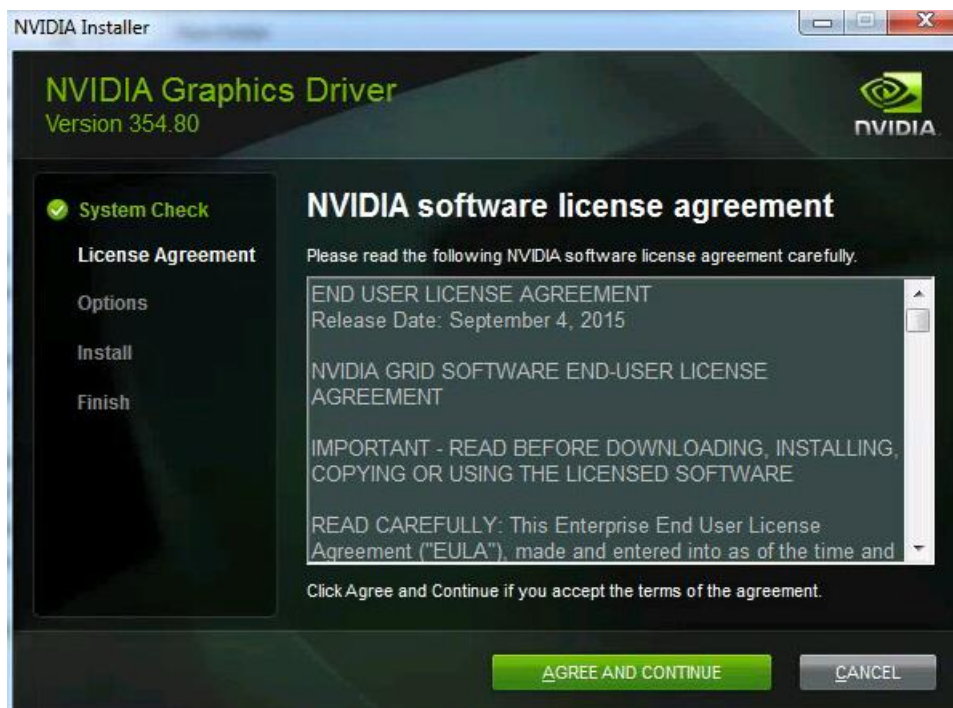 NVIDIA Installer
NVIDIA Graphics Driver
Version 354.80
NVIDIA.
System Check
License Agreement
Options
Install
Finish
NVIDIA software license agreement
Please read the following NVIDIA software license agreement carefully.
END USER LICENSE AGREEMENT
Release Date: September 4, 2015
NVIDIA GRID SOFTWARE END-USER LICENSE
AGREEMENT
IMPORTANT - READ BEFORE DOWNLOADING, INSTALLING,
COPYING OR USING THE LICENSED SOFTWARE
READ CAREFULLY: This Enterprise End User License
Agreement ("EULA"), made and entered into as of the time and
Click Agree and Continue if you accept the terms of the agreement.
AGREE AND CONTINUE
CANCEL